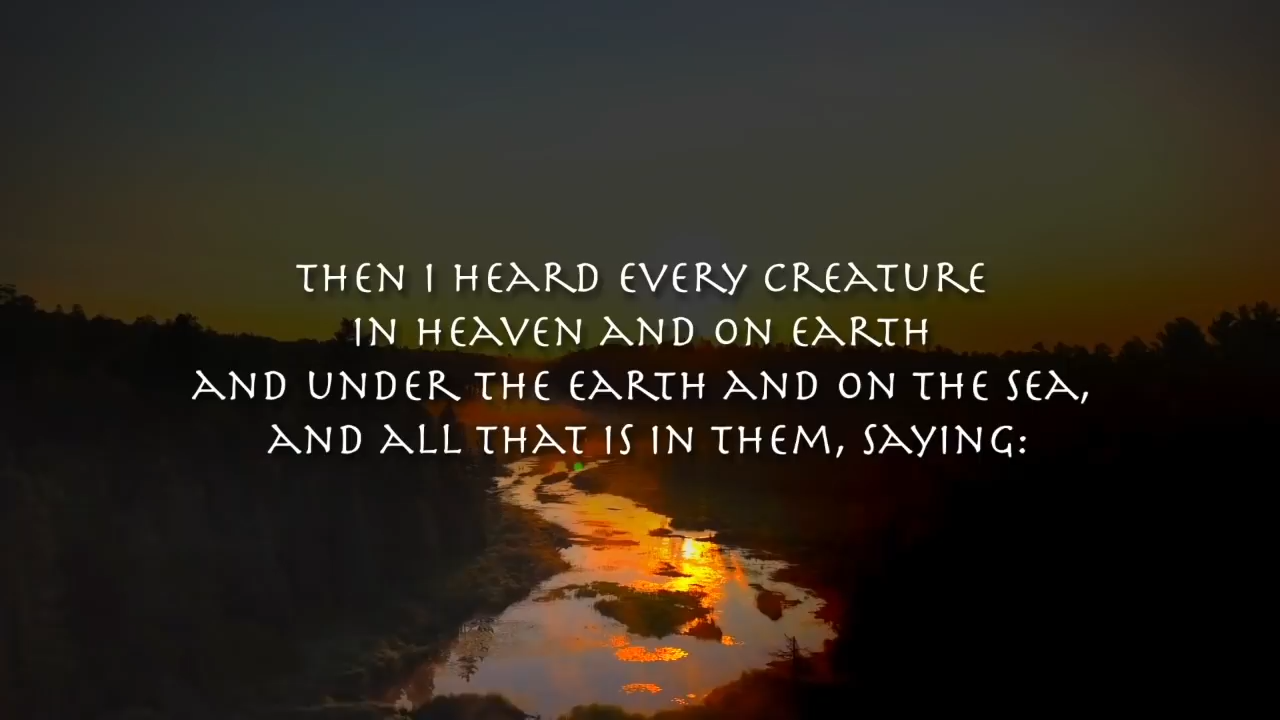 THEN I HEARD EVERY CREATURE
IN HEAVEN AND ON EARTH
AND UNDER THE EARTH AND ON THE SEA,
AND ALL THAT IS IN THEM, SAYING: